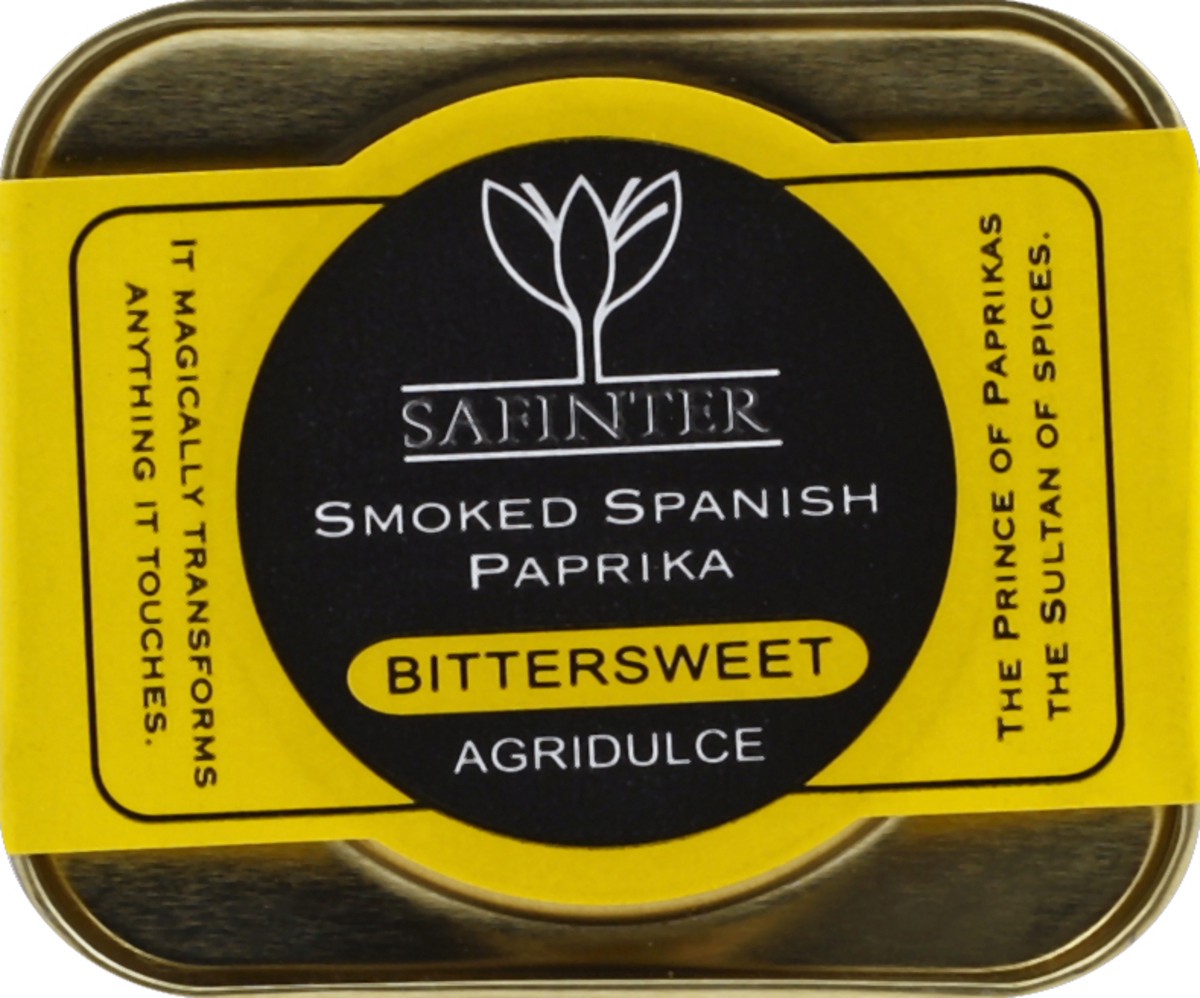 SAFINTER
SMOKED SPANISH
PAPRIKA
BITTERSWEET
AGRIDULCE
IT MAGICALLY TRANSFORMS
ANYTHING IT TOUCHES.
THE PRINCE OF PAPRIKAS
THE SULTAN OF SPICES.